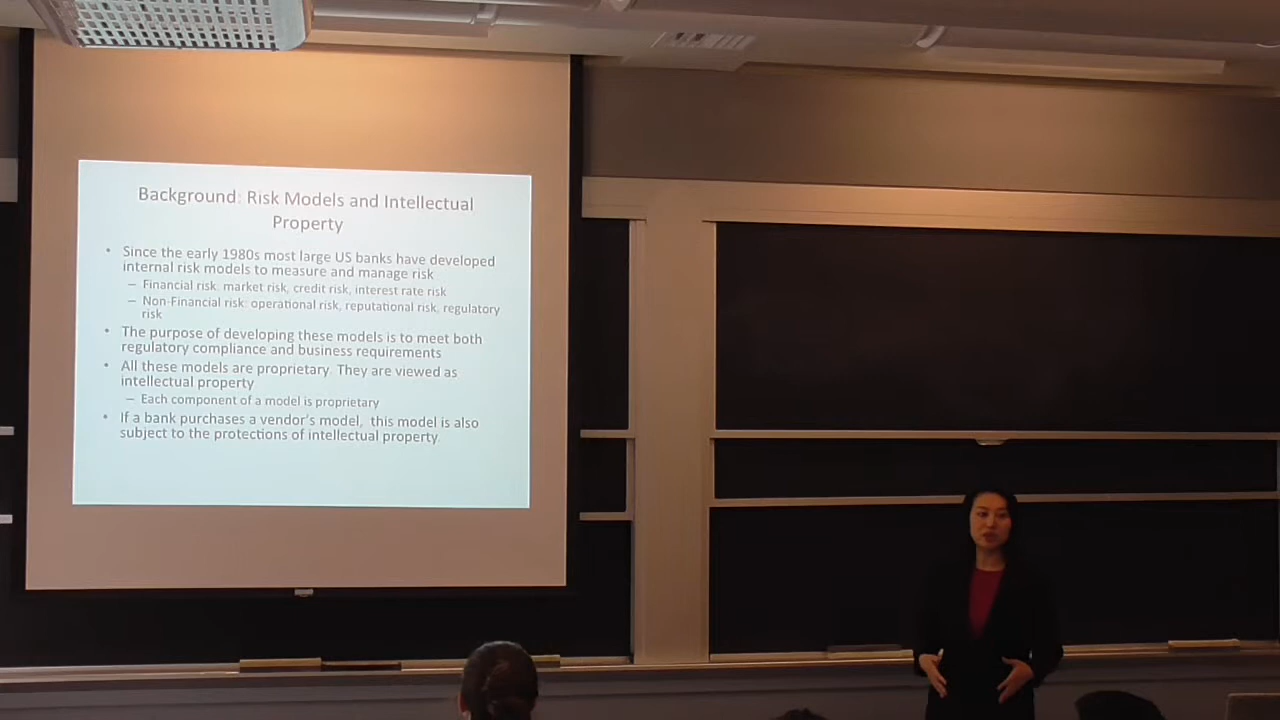 Background: Risk Models and Intellectual
Property
• Since the early 1980s most large US banks have developed
internal risk models to measure and manage risk
– Financial risk: market risk, credit risk, interest rate risk
– Non-Financial risk: operational risk, reputational risk, regulatory
risk
• The purpose of developing these models is to meet both
regulatory compliance and business requirements
• All these models are proprietary. They are viewed as
intellectual property
– Each component of a model is proprietary
• If a bank purchases a vendor's model, this model is also
subject to the protections of intellectual property.